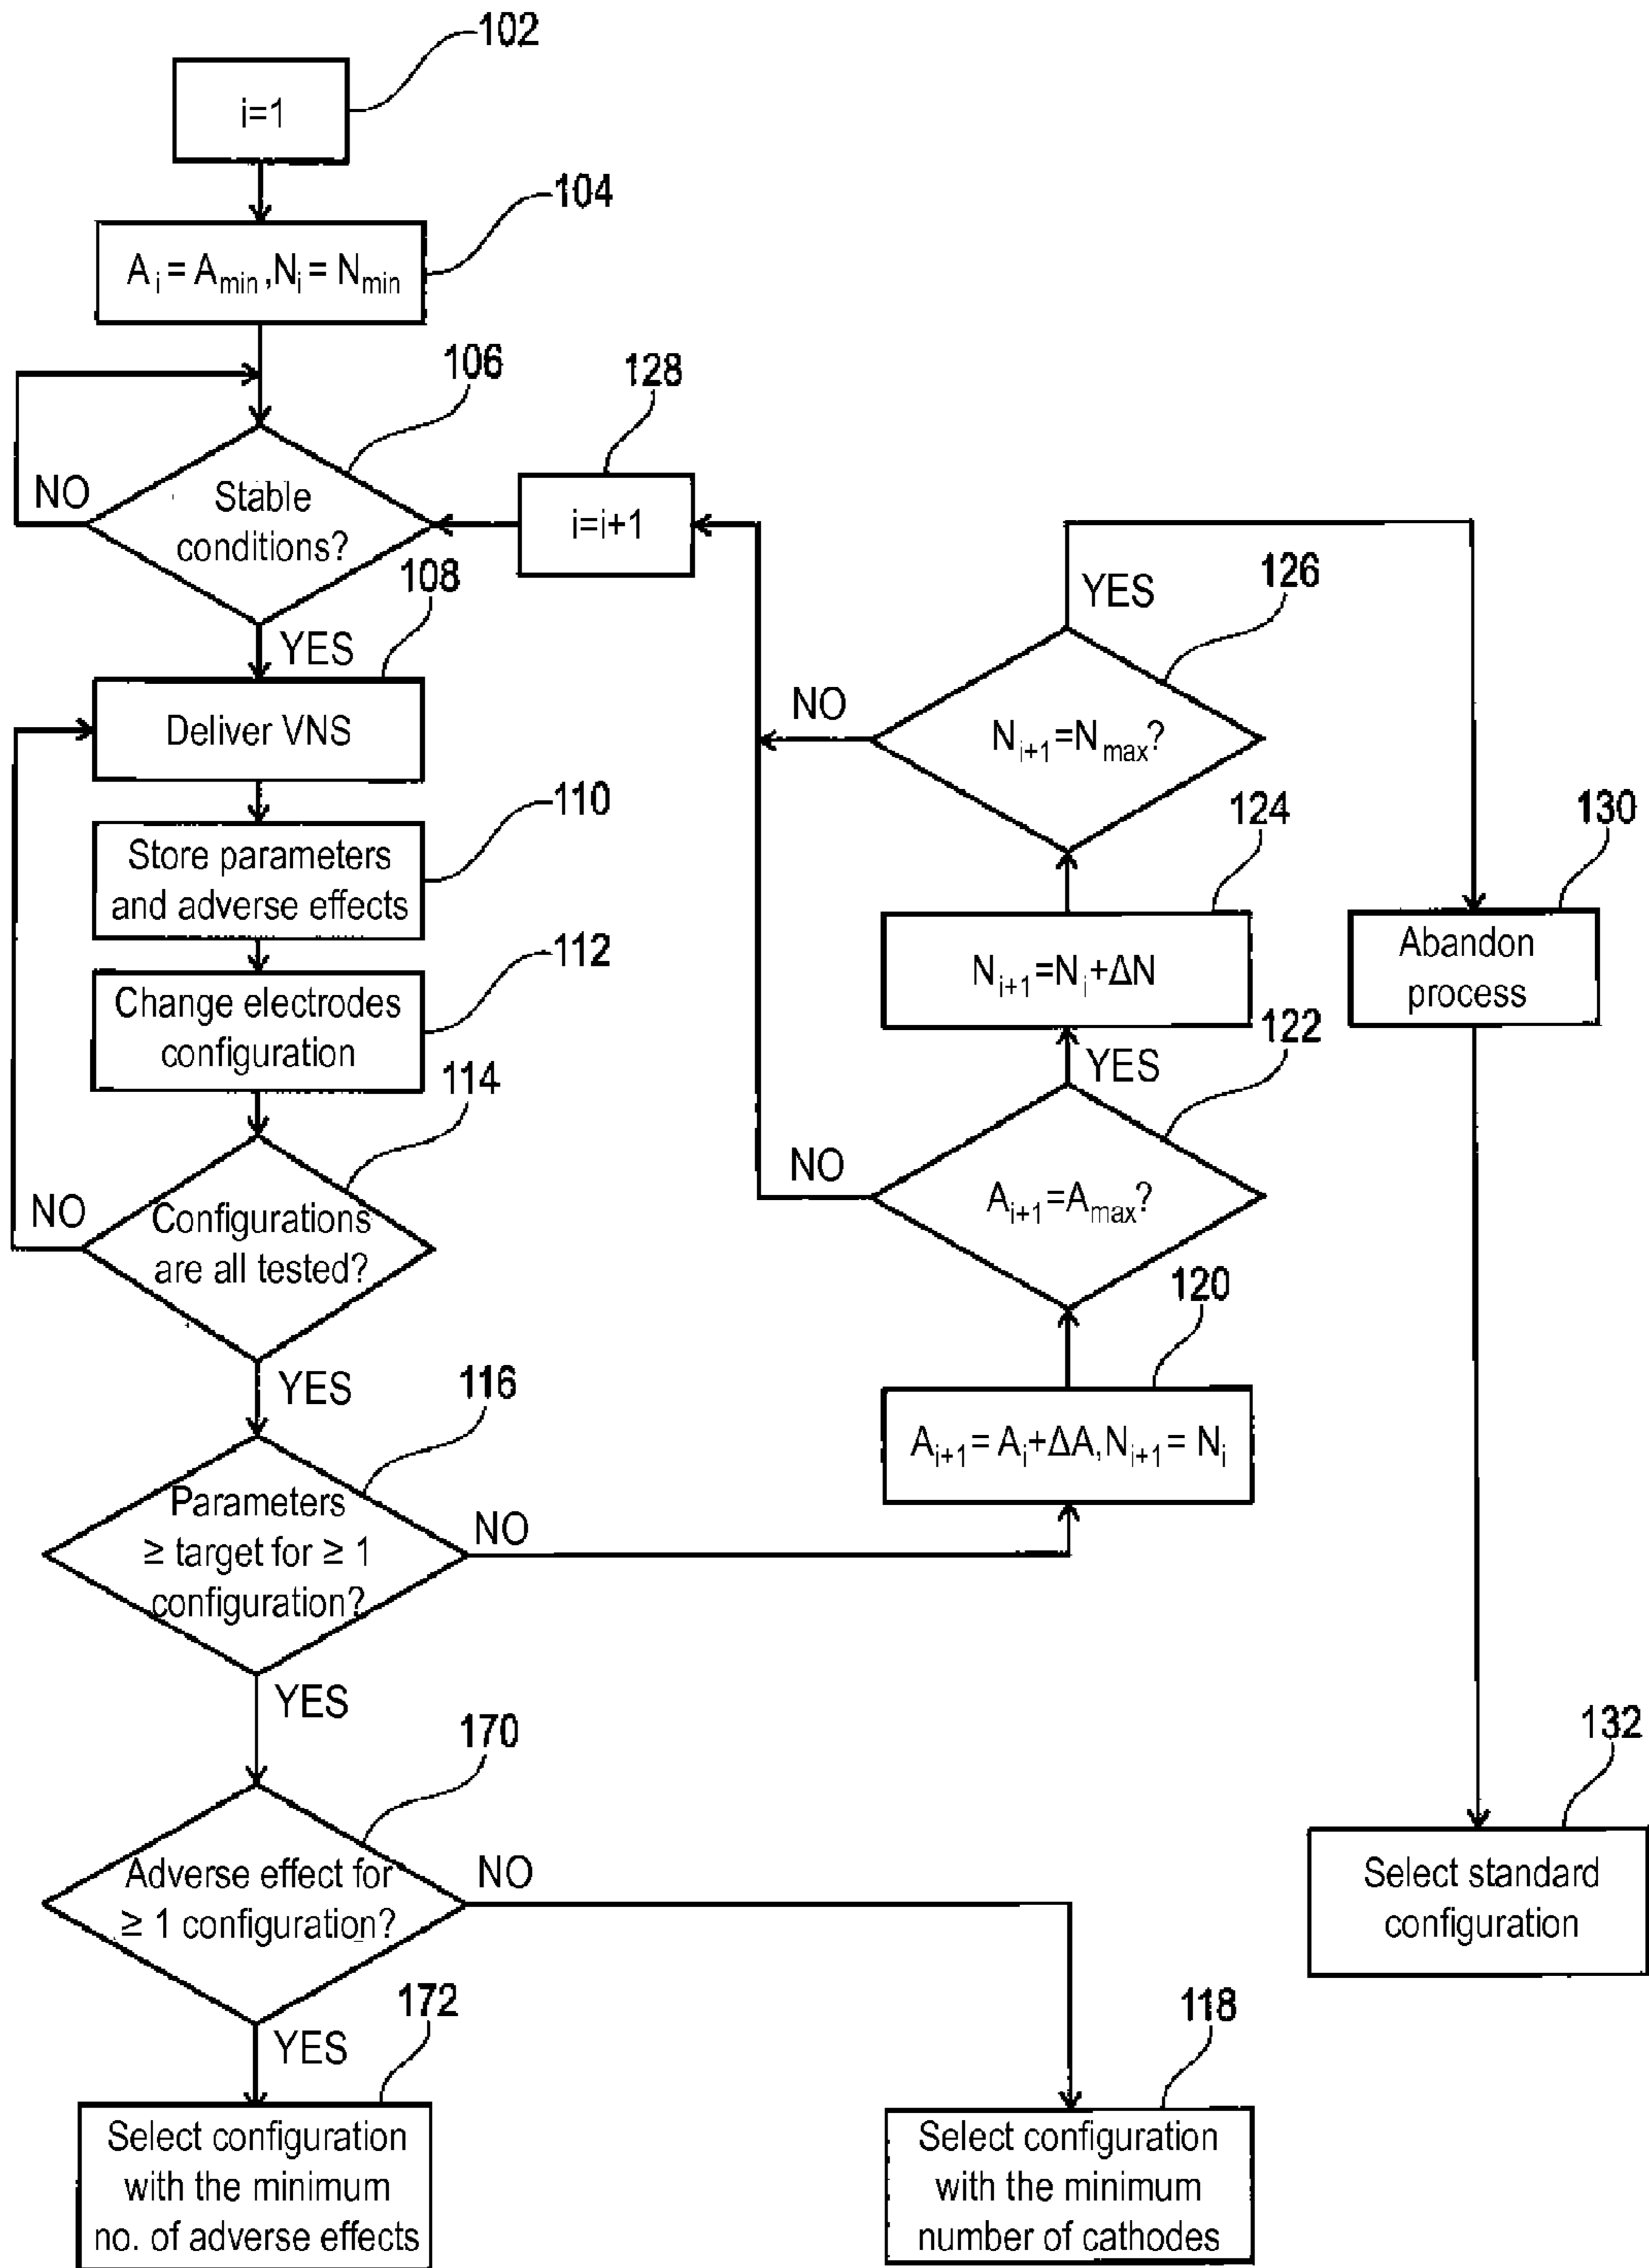 102
i=1
104
A_i = A_min, N_i = N_min
106
128
NO
Stable
conditions?
i=i+1
108
126
YES
YES
Deliver VNS
NO
N_{i+1}=N_max?
110
124
130
Store parameters
and adverse effects
Abandon
process
112
N_{i+1}=N_i+ΔN
Change electrodes
configuration
122
YES
114
NO
NO
A_{i+1}=A_max?
Configurations
are all tested?
120
YES
116
A_{i+1}= A_i+ΔA,N_{i+1}= N_i
Parameters
≥ target for ≥ 1
configuration?
NO
YES
170
132
Adverse effect for
≥ 1 configuration?
NO
Select standard
configuration
172
118
YES
Select configuration
with the minimum
no. of adverse effects
Select configuration
with the minimum
number of cathodes